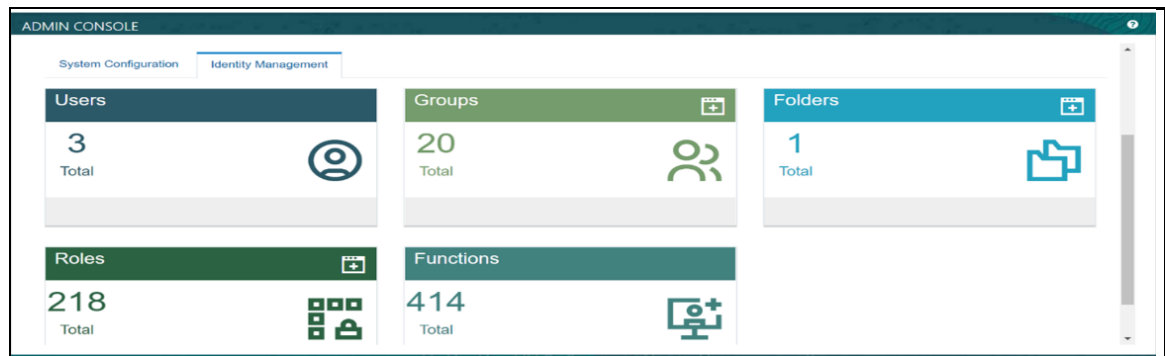 ADMIN CONSOLE
System Configuration
Identity Management
Users
3
Total
Groups
20
Total
Folders
1
Total
Roles
218
Total
Functions
414
Total